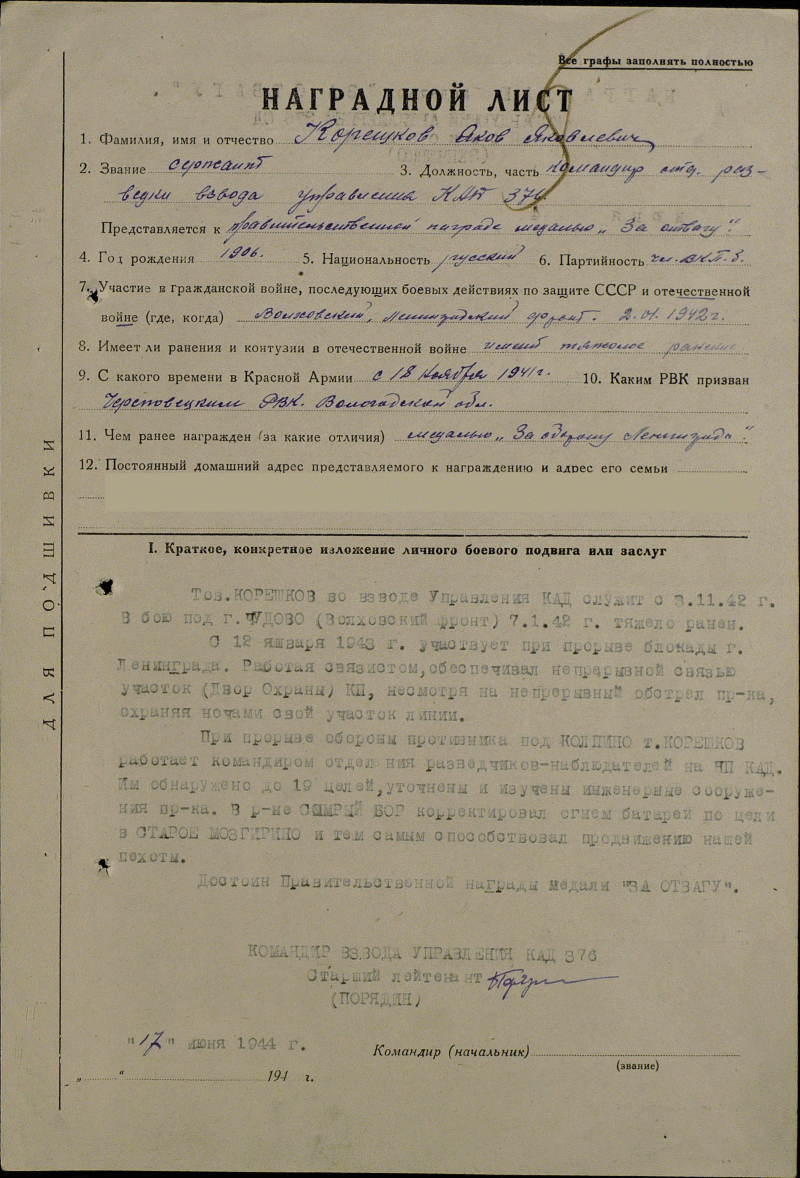 Все графы заполнять полностью
НАГРАДНОЙ ЛИСТ
1. Фамилия, имя и отчество Корешков Яков Яковлевич
2. Звание сержант 3. Должность, часть командир отд. раз-
ведки взвода управления КАД 376
Представляется к правительственной награде медалью „За отвагу".
4. Год рождения 1906. 5. Национальность русский 6. Партийность чл. ВКП.б.
7. Участие в гражданской войне, последующих боевых действиях по защите СССР и отечественной
войне (где, когда) Волховский, Ленинградский фронт. 1942г.
8. Имеет ли ранения и контузии в отечественной войне имеет тяжолое ранение
9. С какого времени в Красной Армии с 18 ноября 1941г. 10. Каким РВК призван
Череповецким РВК. Вологодской обл.
11. Чем ранее награжден (за какие отличия) медалью „За оборону Ленинграда".
12. Постоянный домашний адрес представляемого к награждению и адрес его семьи
ДЛЯ ПОДШИВКИ
I. Краткое, конкретное изложение личного боевого подвига или заслуг
Тов.КОРЕШКОВ во взводе Управления КАД служит с 3.11.42 г.
В бою под г.ЧУДОВО (Волховский фронт) 7.1.42 г. тяжело ранен.
С 12 января 1943 г. участвует при прорыве блокады г.
Ленинграда. Работая связистом,обеспечивал непрерывной связью
участок (Двор Охраны) КП, несмотря на непрерывный обстрел пр-ка,
охраняя ночами свой участок линии.
При прорыве обороны противника под КОЛПИНО т.КОРЕШКОВ
работает командиром отделения разведчиков-наблюдателей на НП КАД.
Им обнаружено до 19 целей,уточнены и изучены инженерные сооруже-
ния пр-ка. В р-не СЫМРЫЙ БОР корректировал огнем батарей по цели
в СТАРОЕ МОЗГИРИНО и тем самым способствовал продвижению нашей
пехоты.
Достоин Правительственной награды медали "ЗА ОТВАГУ".
КОМАНДИР ВЗВОДА УПРАВЛЕНИЯ КАД 376
Старший лейтенант
(ПОРЯДИН)
"17" июня 1944 г.
Командир (начальник)
(звание)
„ “ 194 г.